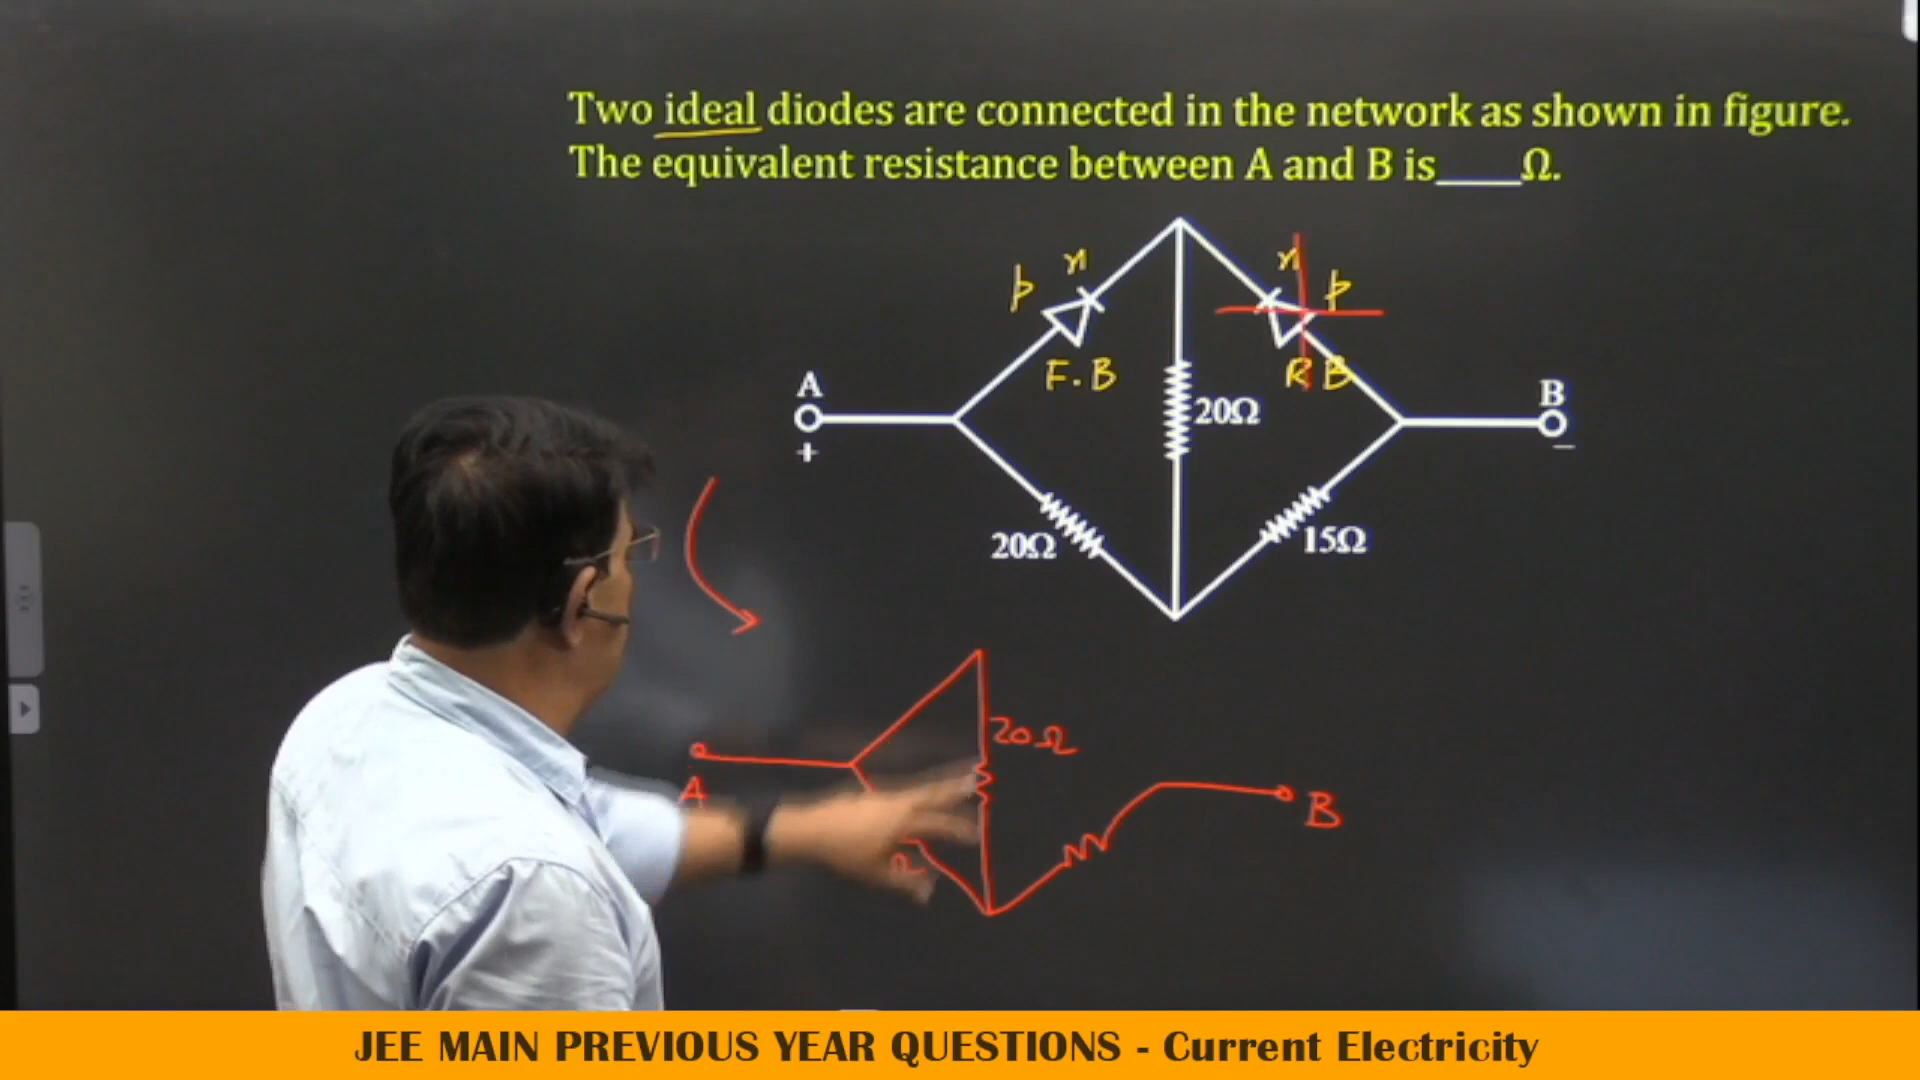 Two ideal diodes are connected in the network as shown in figure.
The equivalent resistance between A and B is____Ω.
n
n
p
p
F.B
R B
A
B
20Ω
+
–
20Ω
15Ω
20Ω
A
B
Ω
JEE MAIN PREVIOUS YEAR QUESTIONS - Current Electricity